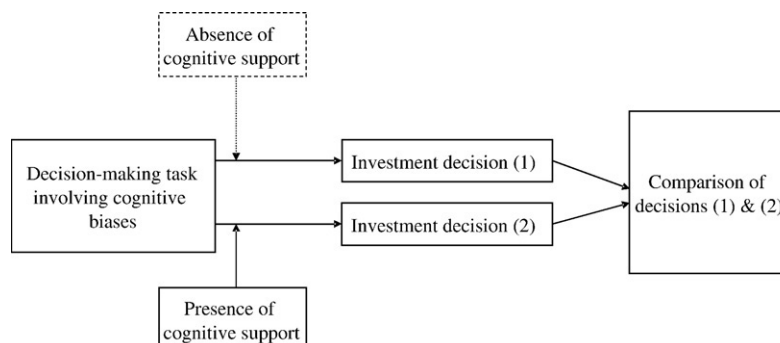 Absence of
cognitive support
Decision-making task
involving cognitive
biases
Investment decision (1)
Investment decision (2)
Comparison of
decisions (1) & (2)
Presence of
cognitive support